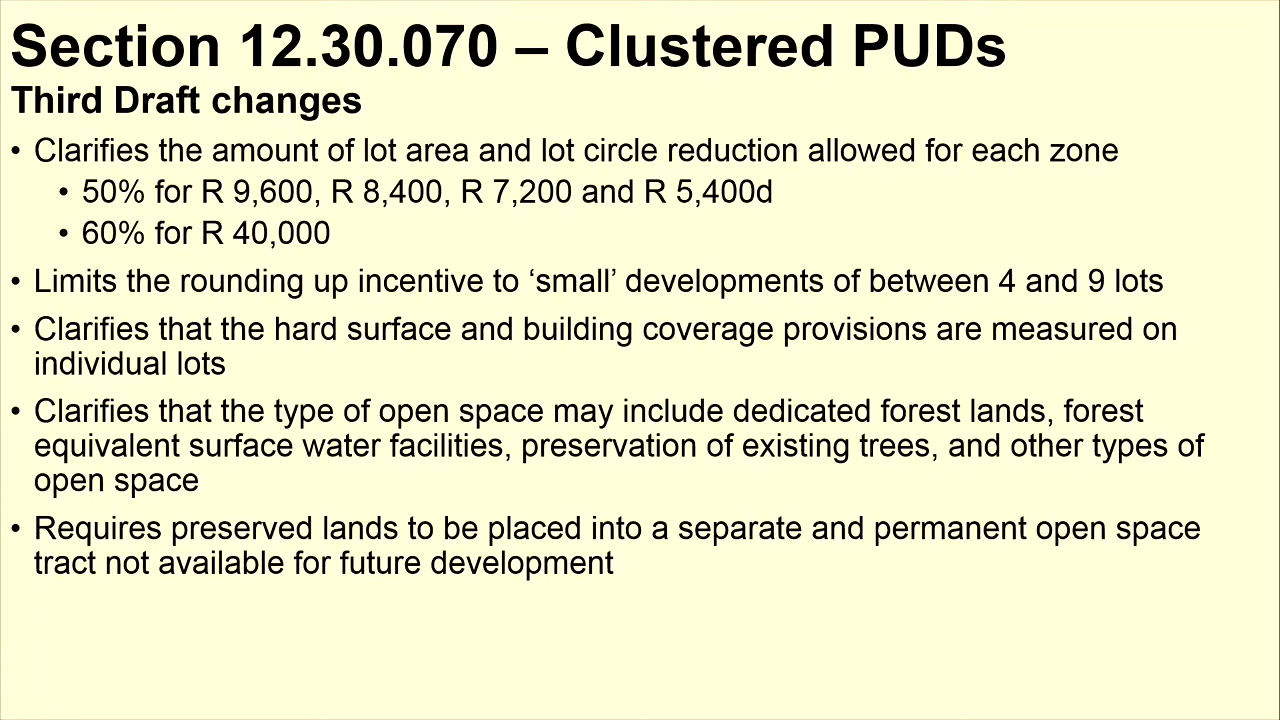 Section 12.30.070 – Clustered PUDs
Third Draft changes
• Clarifies the amount of lot area and lot circle reduction allowed for each zone
• 50% for R 9,600, R 8,400, R 7,200 and R 5,400d
• 60% for R 40,000
• Limits the rounding up incentive to ‘small’ developments of between 4 and 9 lots
• Clarifies that the hard surface and building coverage provisions are measured on
individual lots
• Clarifies that the type of open space may include dedicated forest lands, forest
equivalent surface water facilities, preservation of existing trees, and other types of
open space
• Requires preserved lands to be placed into a separate and permanent open space
tract not available for future development